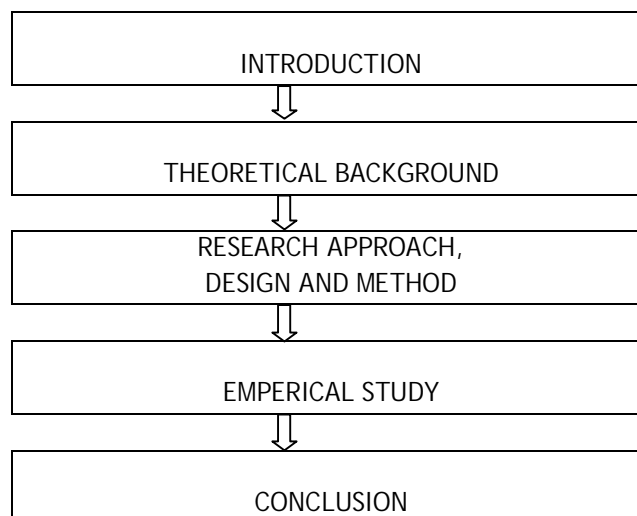 INTRODUCTION
THEORETICAL BACKGROUND
RESEARCH APPROACH,
DESIGN AND METHOD
EMPERICAL STUDY
CONCLUSION